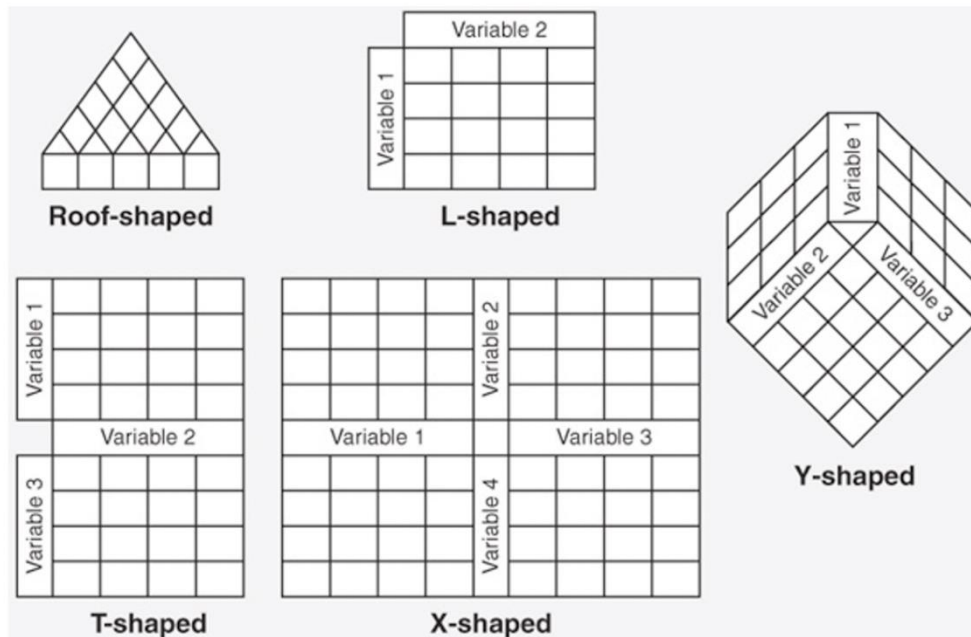 Variable 2
Variable 1
Roof-shaped
L-shaped
Variable 1
Variable 2
Variable 3
Y-shaped
Variable 1
Variable 2
Variable 3
T-shaped
Variable 2
Variable 1
Variable 3
Variable 4
X-shaped